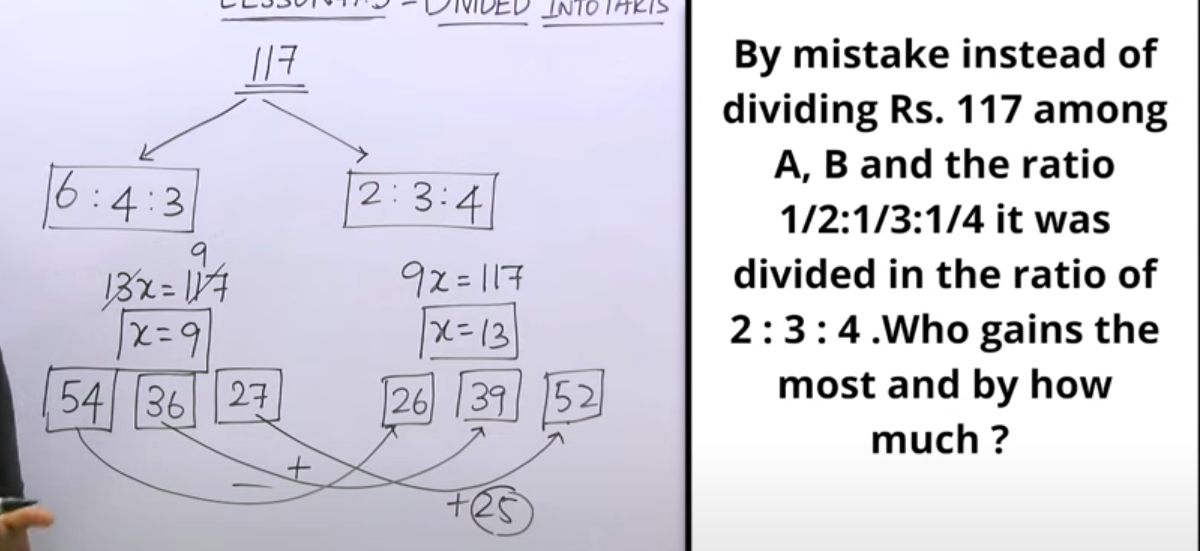 LESSON
= DIVIDED INTO PARTS
117
6 : 4 : 3
2 : 3 : 4
9
13x = 117
9x = 117
x = 9
x = 13
54 36 27
26 39 52
+
−
+25
By mistake instead of
dividing Rs. 117 among
A, B and the ratio
1/2:1/3:1/4 it was
divided in the ratio of
2 : 3 : 4 .Who gains the
most and by how
much ?